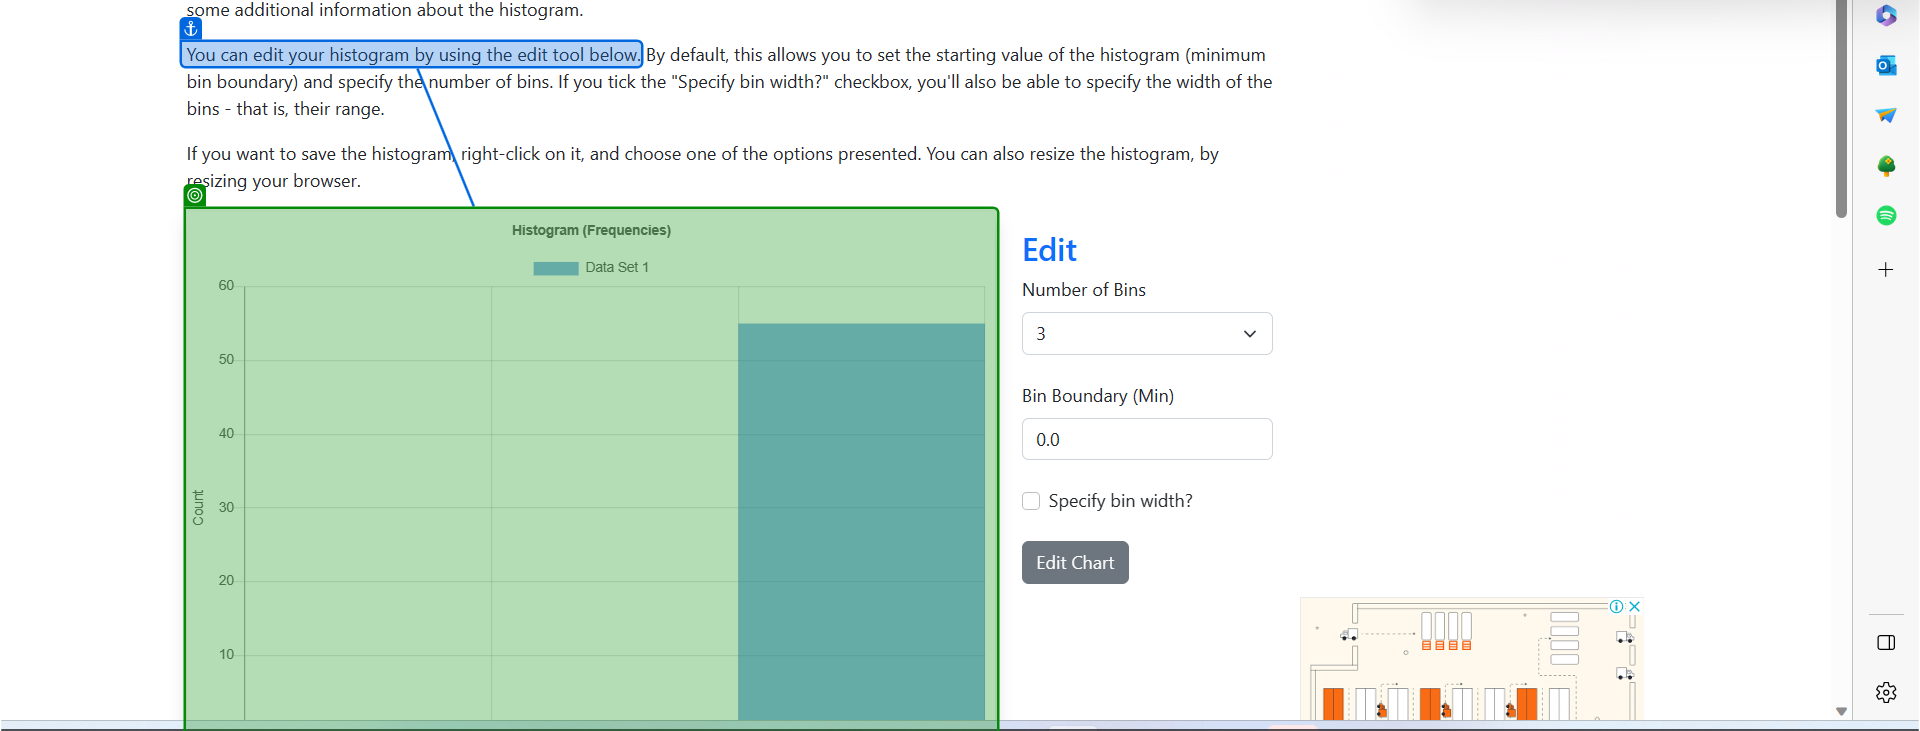 some additional information about the histogram.
You can edit your histogram by using the edit tool below. By default, this allows you to set the starting value of the histogram (minimum
bin boundary) and specify the number of bins. If you tick the "Specify bin width?" checkbox, you'll also be able to specify the width of the
bins - that is, their range.
If you want to save the histogram, right-click on it, and choose one of the options presented. You can also resize the histogram, by
resizing your browser.
Histogram (Frequencies)
Data Set 1
60
50
40
30
20
10
Count
Edit
Number of Bins
3
Bin Boundary (Min)
0.0
Specify bin width?
Edit Chart